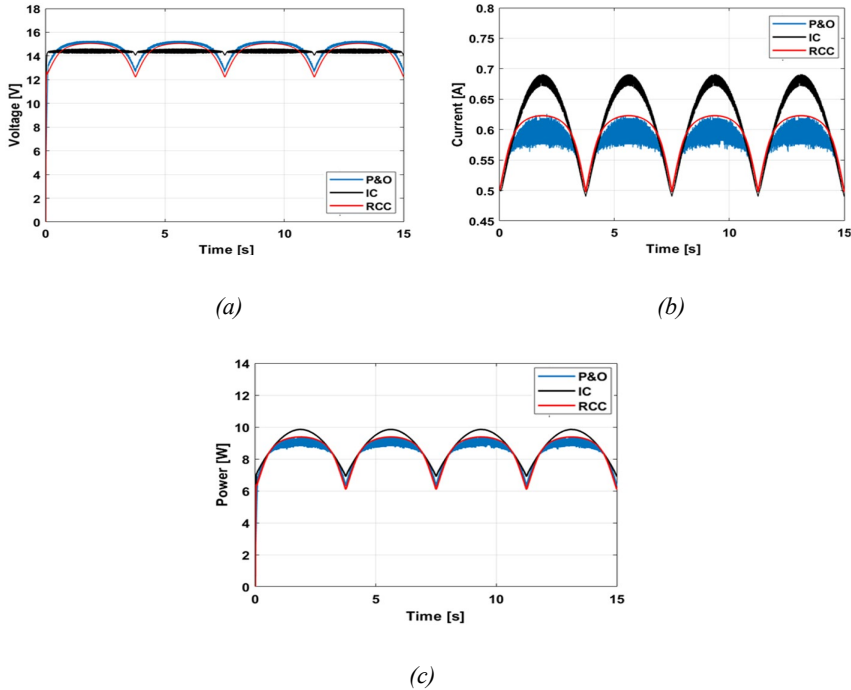 18
16
14
12
10
8
6
4
2
0
Voltage [V]
P&O
IC
RCC
0 5 10 15
Time [s]
(a)
0.8
0.75
0.7
0.65
0.6
0.55
0.5
0.45
Current [A]
P&O
IC
RCC
0 5 10 15
Time [s]
(b)
14
12
10
8
6
4
2
0
Power [W]
P&O
IC
RCC
0 5 10 15
Time [s]
(c)